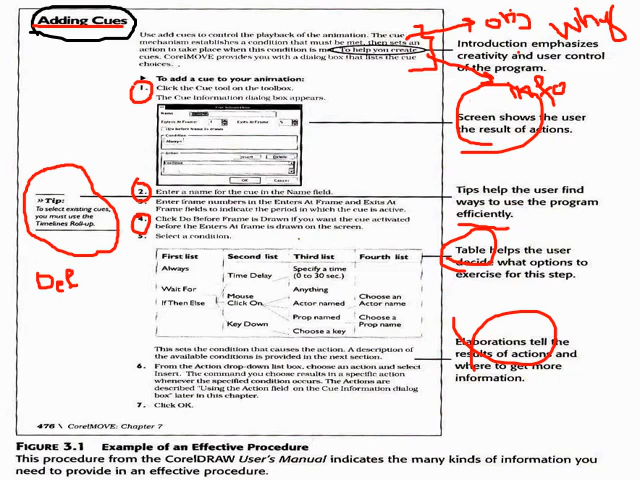 Adding Cues
Use add cues to control the playback of the animation. The cue
mechanism establishes a condition that must be met, then sets an
action to take place when this condition is met. To help you create
cues, CorelMOVE provides you with a dialog box that lists the cue
choices.
Introduction emphasizes
creativity and user control
of the program.
► To add a cue to your animation:
1. Click the Cue tool on the toolbox.
The Cue Information dialog box appears.
Name
Enters At Frame:
Exits At Frame
Condition
Always
Action
Insert
Delete
OK
Cancel
Screen shows the user
the result of actions.
2. Enter a name for the cue in the Name field.
3. Enter frame numbers in the Enters At Frame and Exits At
Frame fields to indicate the period in which the cue is active.
4. Click Do Before Frame is Drawn if you want the cue activated
before the Enters At frame is drawn on the screen.
5. Select a condition.
» Tip:
To select existing cues,
you must use the
Timelines Roll-up.
Tips help the user find
ways to use the program
efficiently.
First list Second list Third list Fourth list
Always
Time Delay
Specify a time
(0 to 30 sec.)
Wait For
Anything
If Then Else
Mouse
Click On
Actor named
Choose an
Actor name
Prop named
Choose a
Prop name
Key Down
Choose a key
Table helps the user
decide what options to
exercise for this step.
This sets the condition that causes the action. A description of
the available conditions is provided in the next section.
6. From the Action drop-down list box, choose an action and select
Insert. The command you choose results in a specific action
whenever the specified condition occurs. The Actions are
described "Using the Action field on the Cue Information dialog
box" later in this chapter.
7. Click OK.
Elaborations tell the
results of actions and
where to get more
information.
476 \ CorelMOVE: Chapter 7
FIGURE 3.1 Example of an Effective Procedure
This procedure from the CorelDRAW User's Manual indicates the many kinds of information you
need to provide in an effective procedure.